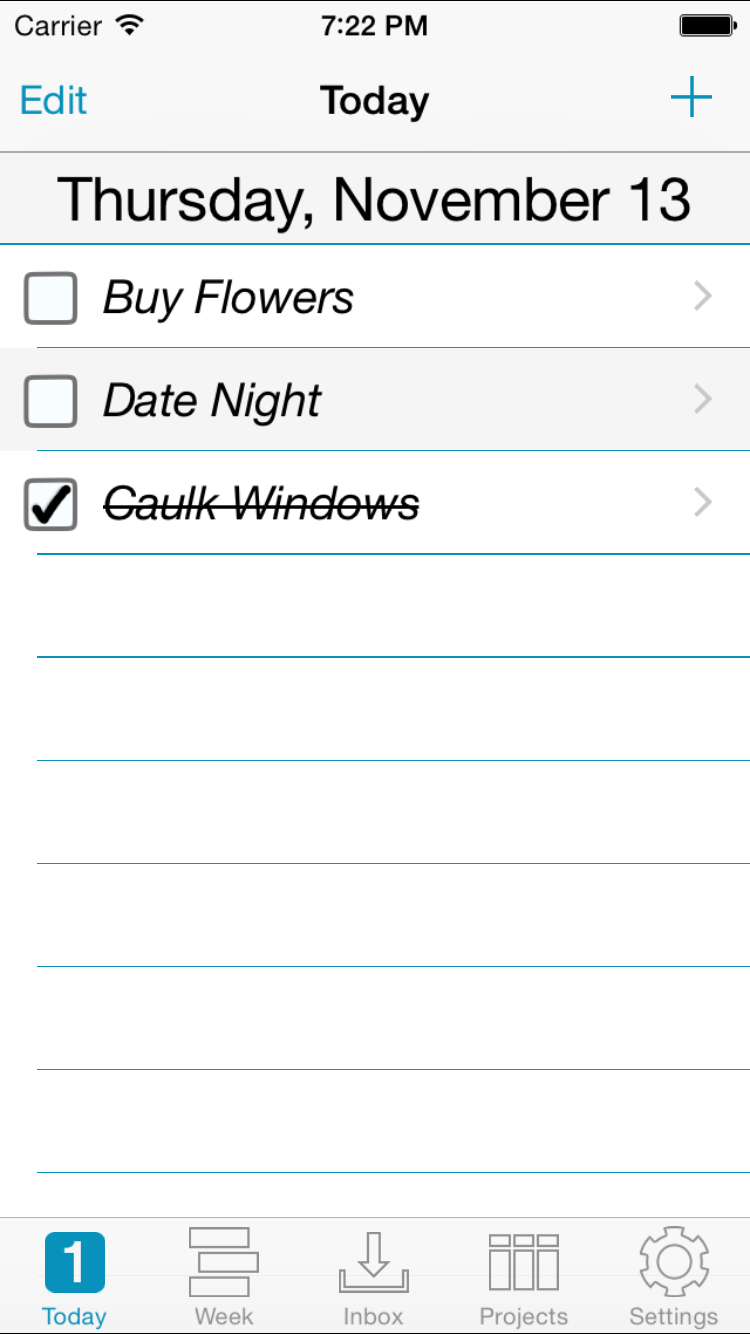 Carrier 7:22 PM
Edit Today +
Thursday, November 13
Buy Flowers
Date Night
Caulk Windows
1
Today Week Inbox Projects Settings